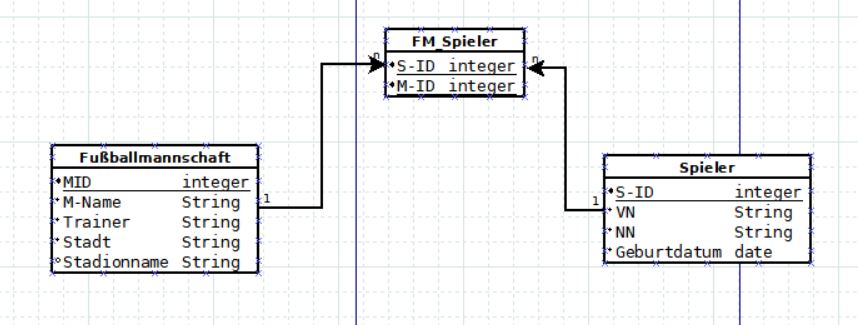 FM_Spieler
n
S-ID integer
M-ID integer
n
Fußballmannschaft
MID integer
M-Name String
Trainer String
Stadt String
Stadionname String
1
Spieler
1
S-ID integer
VN String
NN String
Geburtdatum date